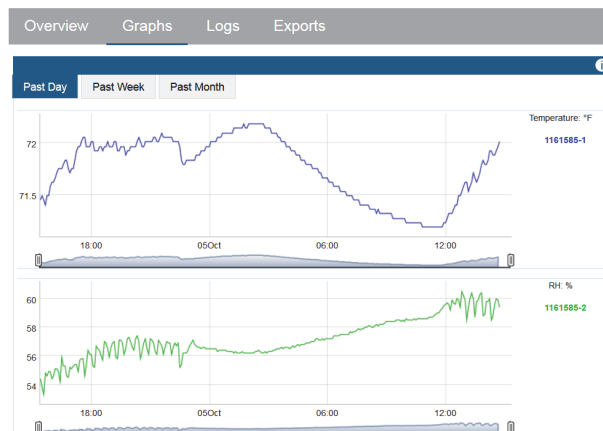 Overview Graphs Logs Exports
Past Day Past Week Past Month
Temperature: °F
1161585-1
72
71.5
18:00 05Oct 06:00 12:00
RH: %
1161585-2
60
58
56
54
18:00 05Oct 06:00 12:00